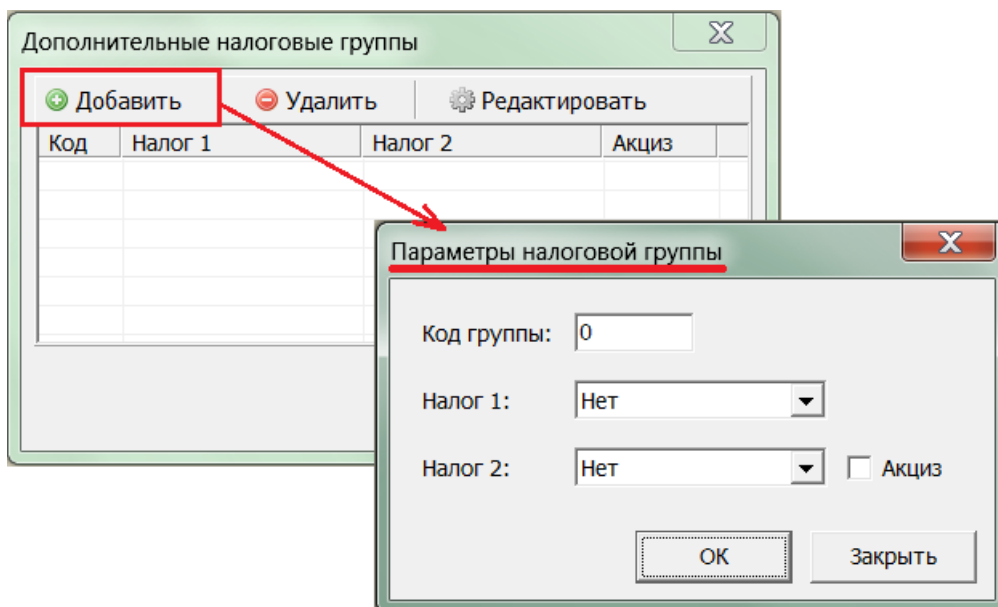 Дополнительные налоговые группы
Добавить Удалить Редактировать
Код Налог 1 Налог 2 Акциз
Параметры налоговой группы
Код группы: 0
Налог 1: Нет
Налог 2: Нет Акциз
OK Закрыть